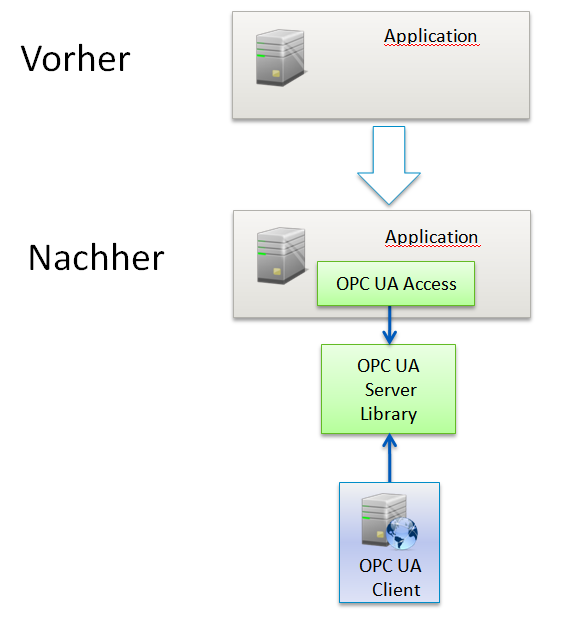 Vorher
Application
Nachher
Application
OPC UA Access
OPC UA
Server
Library
OPC UA
Client